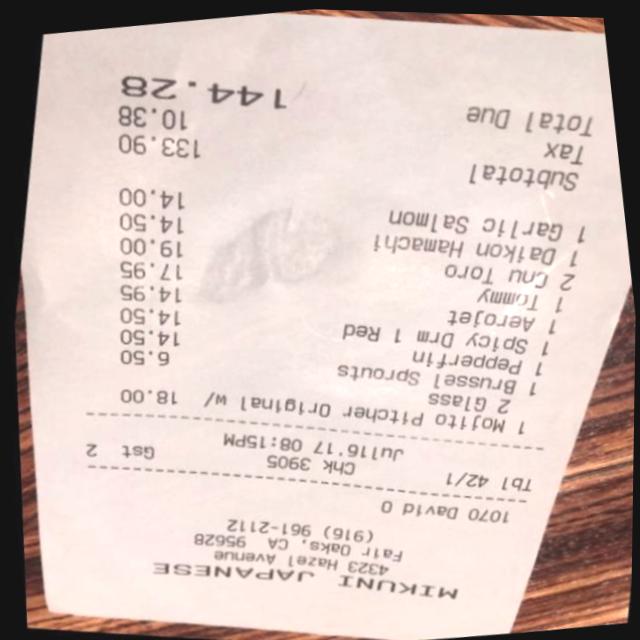 MIKUNI JAPANESE
4323 Hazel Avenue
Fair Oaks, CA 95628
(916) 961-2112
1070 David O
Tbl 42/1 Chk 3905 Gst 2
Jul16'17 08:15PM
1 Mojito Pitcher Original w/ 18.00
2 Glass
1 Brussel Sprouts 6.50
1 Pepperfin 14.50
1 Spicy Drm 1 Red 14.50
1 Aerojet 14.95
1 Tommy 17.95
2 Cnu Toro 19.00
1 Daikon Hamachi 14.50
1 Garlic Salmon 14.00
Subtotal 133.90
Tax 10.38
Total Due 144.28